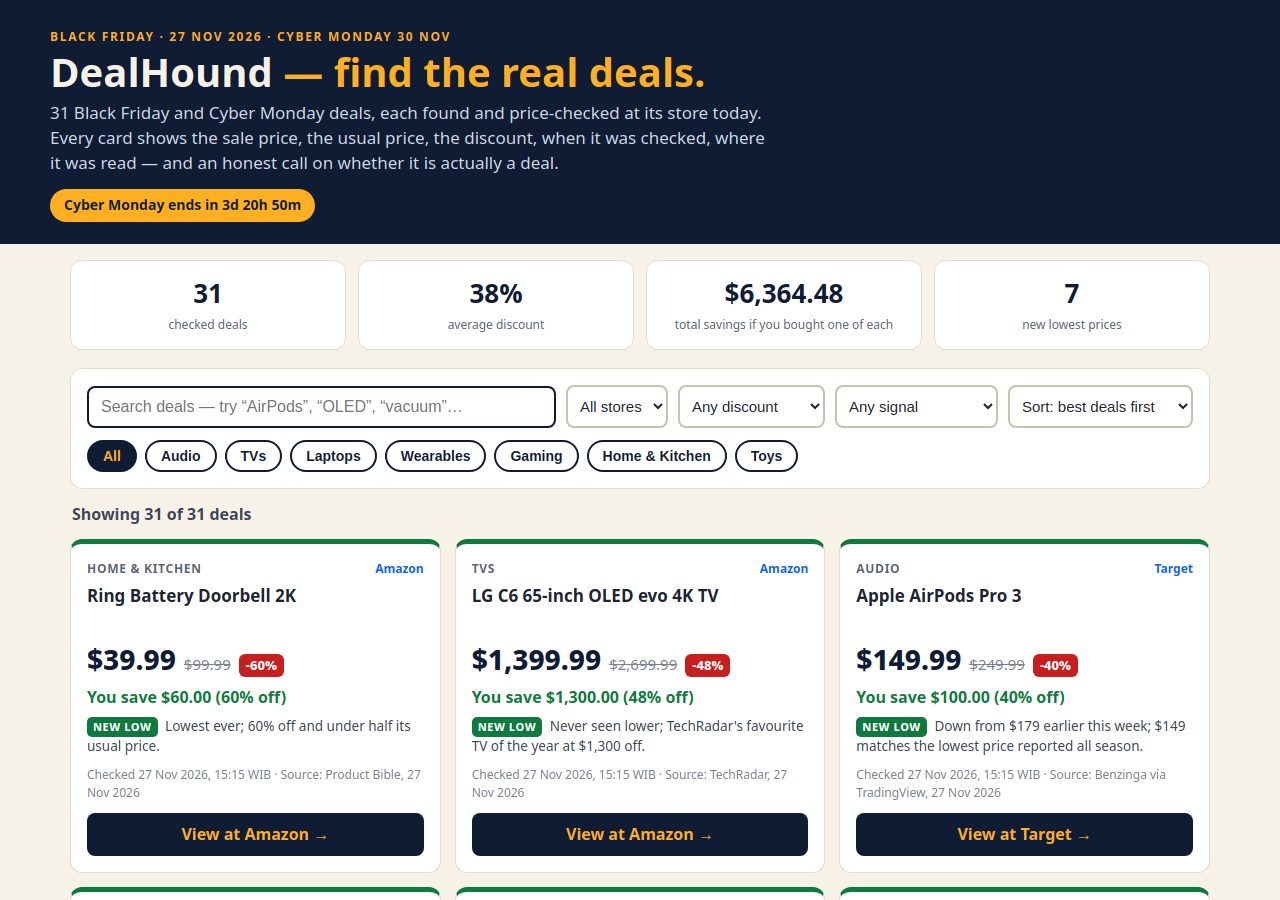 BLACK FRIDAY · 27 NOV 2026 · CYBER MONDAY 30 NOV
DealHound — find the real deals.
31 Black Friday and Cyber Monday deals, each found and price-checked at its store today.
Every card shows the sale price, the usual price, the discount, when it was checked, where
it was read — and an honest call on whether it is actually a deal.
Cyber Monday ends in 3d 20h 50m
31
checked deals
38%
average discount
$6,364.48
total savings if you bought one of each
7
new lowest prices
Search deals — try “AirPods”, “OLED”, “vacuum”…
All stores
Any discount
Any signal
Sort: best deals first
All
Audio
TVs
Laptops
Wearables
Gaming
Home & Kitchen
Toys
Showing 31 of 31 deals
HOME & KITCHEN
Amazon
Ring Battery Doorbell 2K
$39.99 $99.99 -60%
You save $60.00 (60% off)
NEW LOW Lowest ever; 60% off and under half its
usual price.
Checked 27 Nov 2026, 15:15 WIB · Source: Product Bible, 27
Nov 2026
View at Amazon →
TVS
Amazon
LG C6 65-inch OLED evo 4K TV
$1,399.99 $2,699.99 -48%
You save $1,300.00 (48% off)
NEW LOW Never seen lower; TechRadar's favourite
TV of the year at $1,300 off.
Checked 27 Nov 2026, 15:15 WIB · Source: TechRadar, 27
Nov 2026
View at Amazon →
AUDIO
Target
Apple AirPods Pro 3
$149.99 $249.99 -40%
You save $100.00 (40% off)
NEW LOW Down from $179 earlier this week; $149
matches the lowest price reported all season.
Checked 27 Nov 2026, 15:15 WIB · Source: Benzinga via
TradingView, 27 Nov 2026
View at Target →